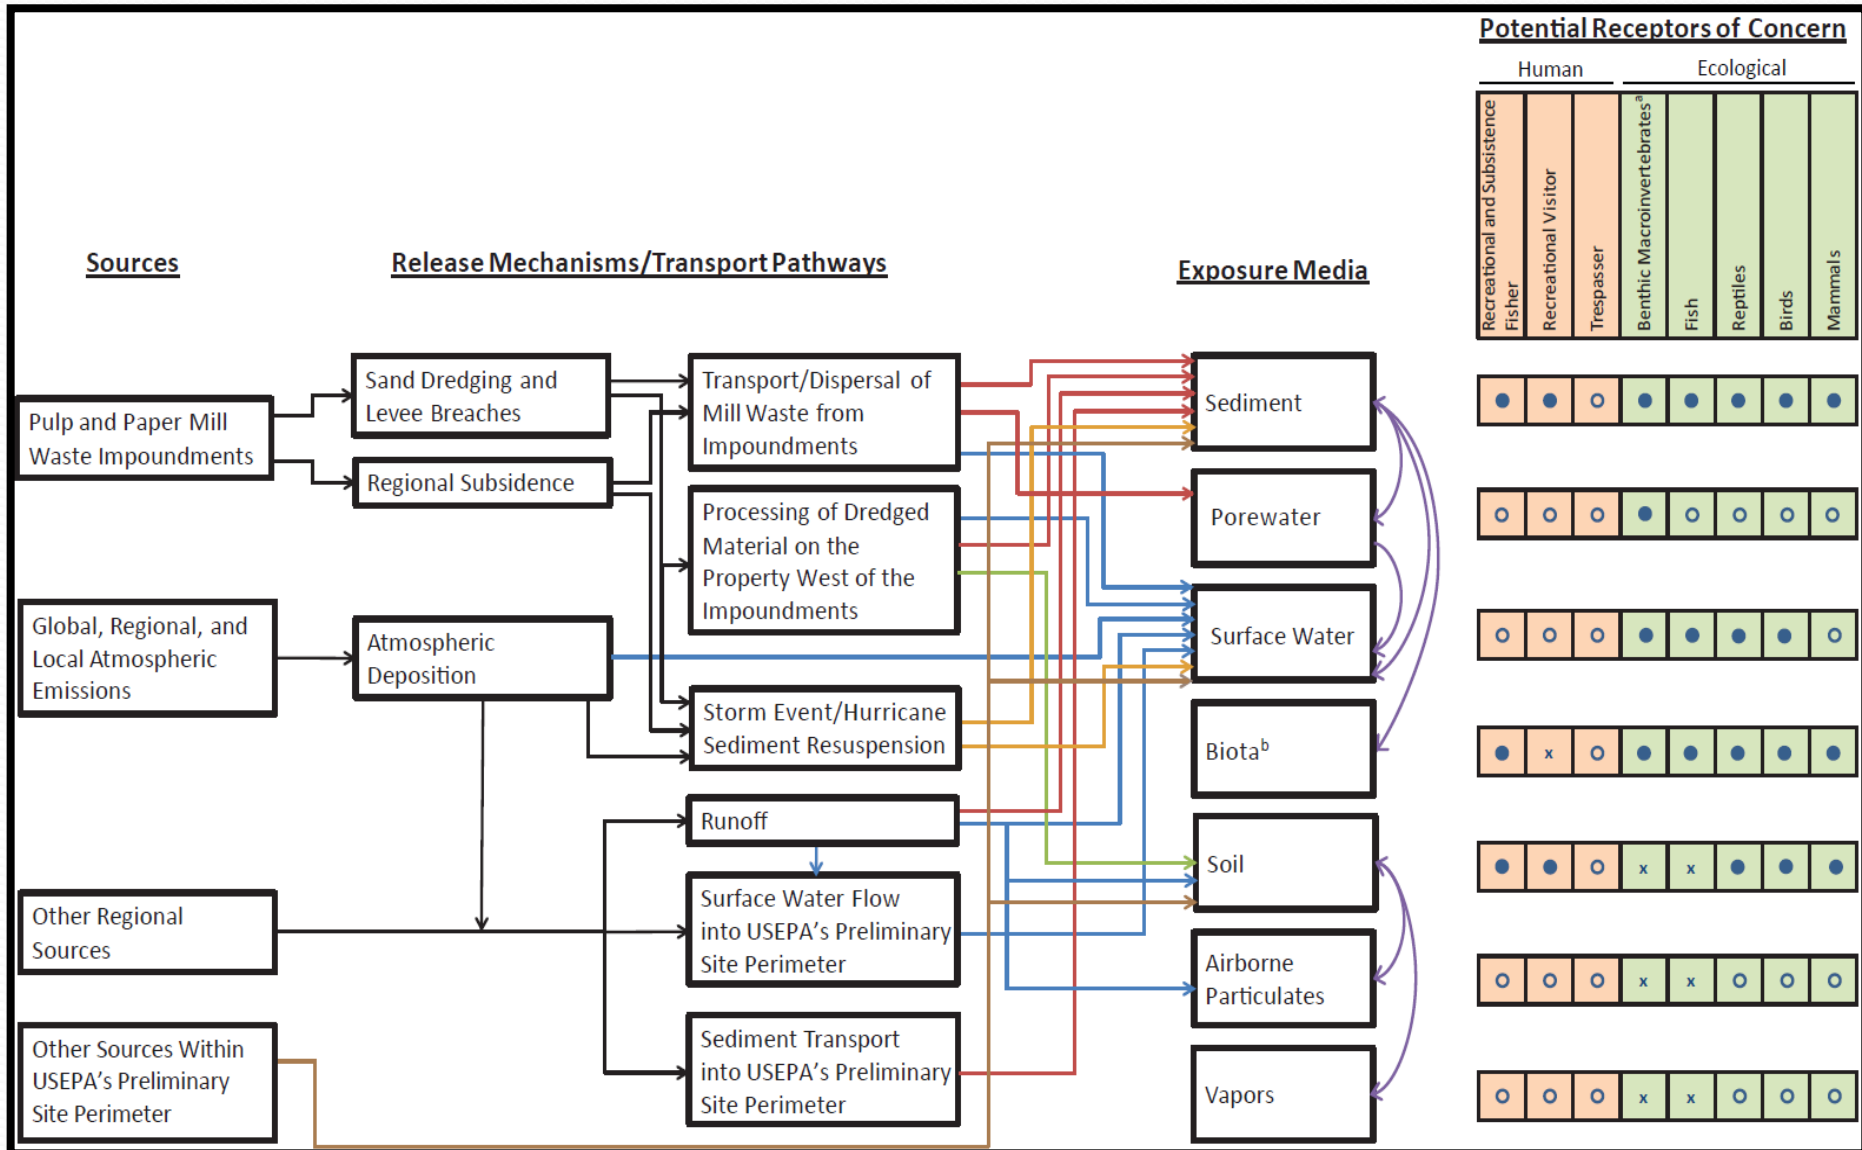 Potential Receptors of Concern
Human
Ecological
Recreational and Subsistence
Fisher
Recreational Visitor
Trespasser
Benthic Macroinvertebratesª
Fish
Reptiles
Birds
Mammals
Sources
Release Mechanisms/Transport Pathways
Exposure Media
Pulp and Paper Mill
Waste Impoundments
Global, Regional, and
Local Atmospheric
Emissions
Other Regional
Sources
Other Sources Within
USEPA's Preliminary
Site Perimeter
Sand Dredging and
Levee Breaches
Regional Subsidence
Atmospheric
Deposition
Transport/Dispersal of
Mill Waste from
Impoundments
Processing of Dredged
Material on the
Property West of the
Impoundments
Storm Event/Hurricane
Sediment Resuspension
Runoff
Surface Water Flow
into USEPA's Preliminary
Site Perimeter
Sediment Transport
into USEPA's Preliminary
Site Perimeter
Sediment
Porewater
Surface Water
Biotaᵇ
Soil
Airborne
Particulates
Vapors
x
x x
x x
x x